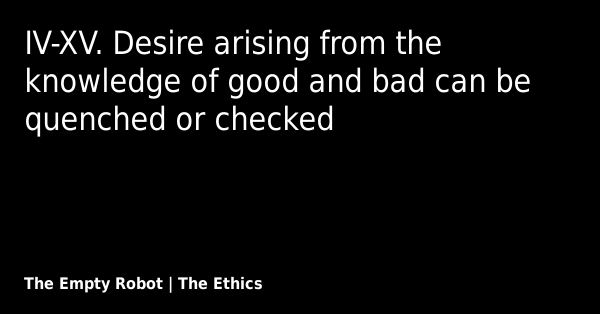 IV-XV. Desire arising from the
knowledge of good and bad can be
quenched or checked
The Empty Robot | The Ethics